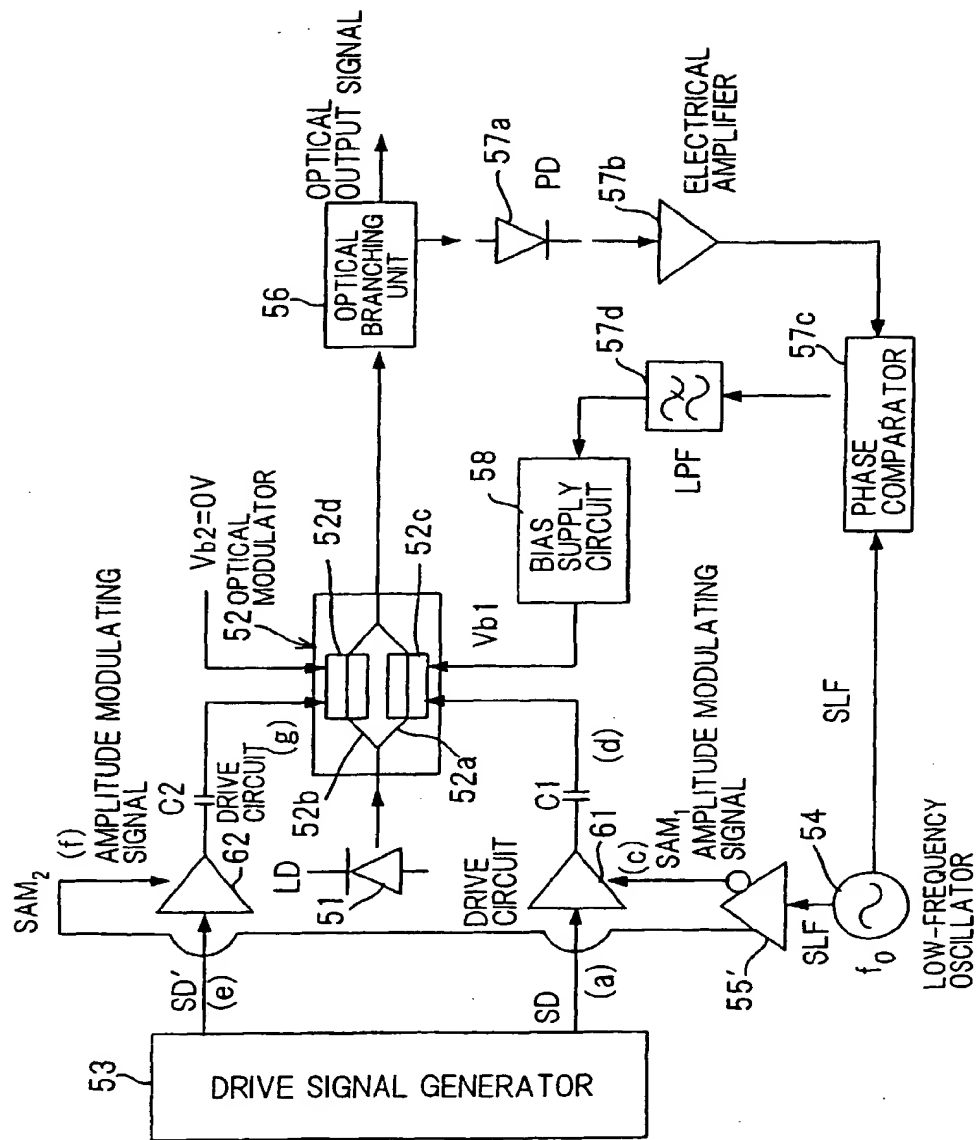 SAM2
(f)
AMPLITUDE MODULATING
SIGNAL
Vb2=0V
52 OPTICAL
MODULATOR
SD'
(e)
62
C2
DRIVE
CIRCUIT
(g)
52d
52b
52a
52c
LD
51
53
DRIVE SIGNAL GENERATOR
SD
(a)
DRIVE
CIRCUIT
61
C1
(d)
(c)
SAM1
AMPLITUDE MODULATING
SIGNAL
55'
SLF
f0
54
LOW-FREQUENCY
OSCILLATOR
SLF
Vb1
58
BIAS
SUPPLY
CIRCUIT
57d
LPF
57c
PHASE
COMPARATOR
56
OPTICAL
BRANCHING
UNIT
OPTICAL
OUTPUT SIGNAL
57a
PD
57b
ELECTRICAL
AMPLIFIER